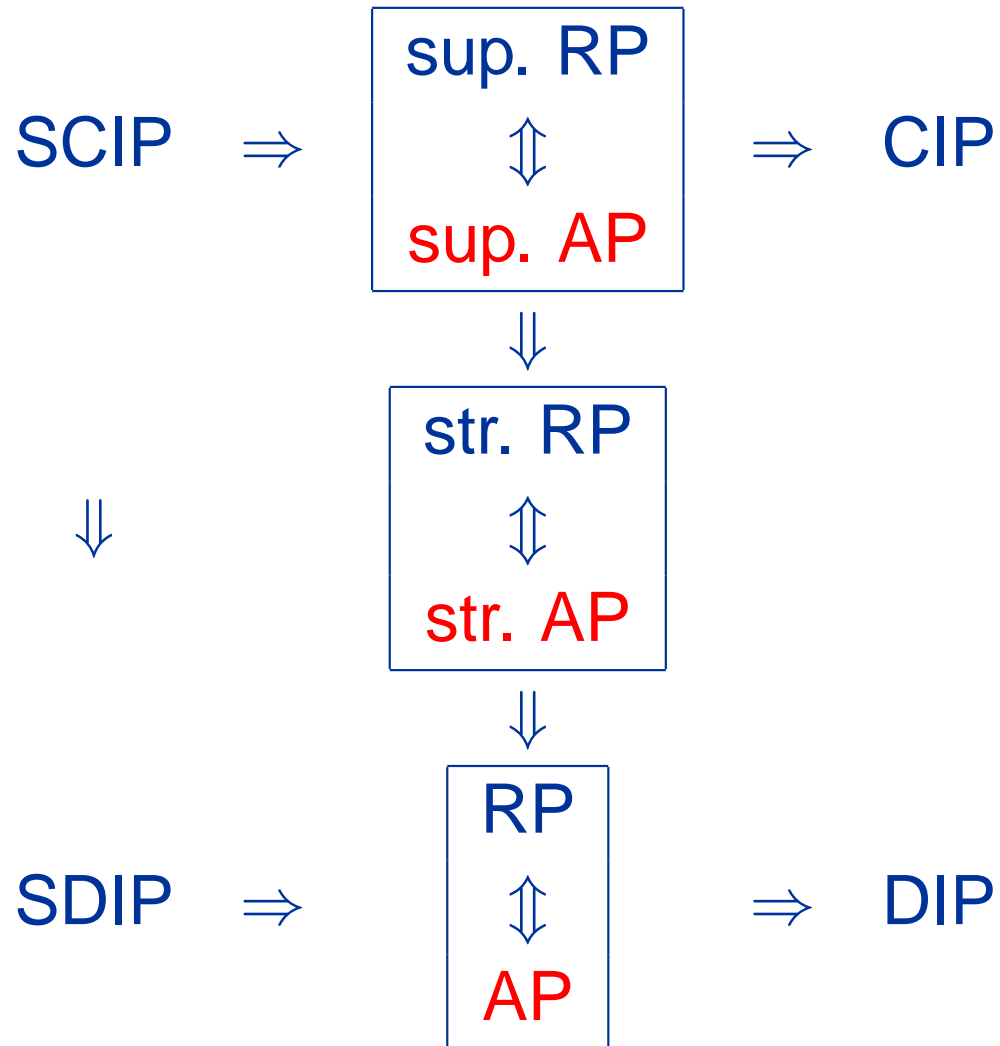 sup. RP
SCIP ⇒ ⇕ ⇒ CIP
sup. AP
⇓
str. RP
⇓ ⇕
str. AP
⇓
RP
SDIP ⇒ ⇕ ⇒ DIP
AP